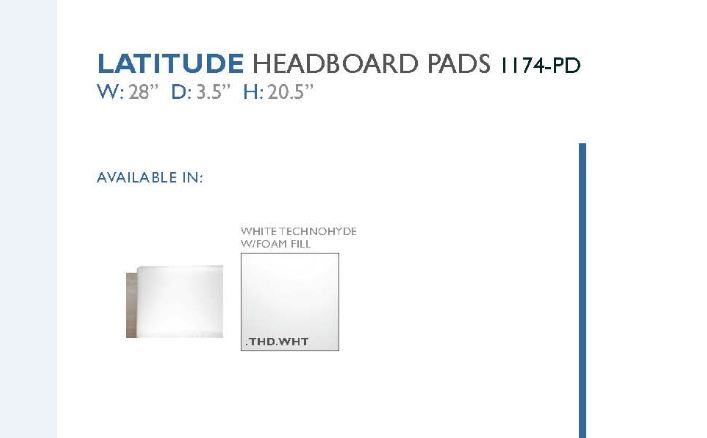 LATITUDE HEADBOARD PADS 1174-PD
W: 28” D: 3.5” H: 20.5”
AVAILABLE IN:
WHITE TECHNOHYDE
W/FOAM FILL
.THD.WHT